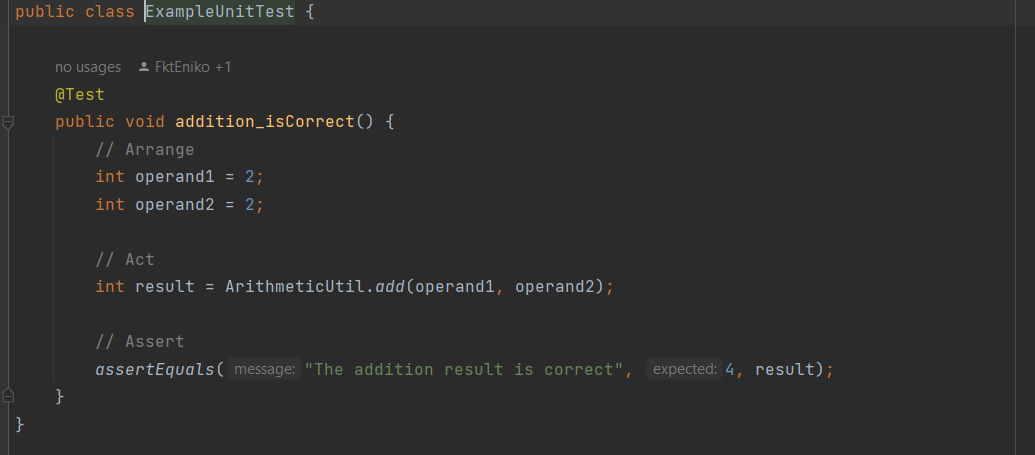 public class ExampleUnitTest {
no usages FktEniko +1
@Test
public void addition_isCorrect() {
// Arrange
int operand1 = 2;
int operand2 = 2;
// Act
int result = ArithmeticUtil.add(operand1, operand2);
// Assert
assertEquals( message: "The addition result is correct", expected: 4, result);
}
}